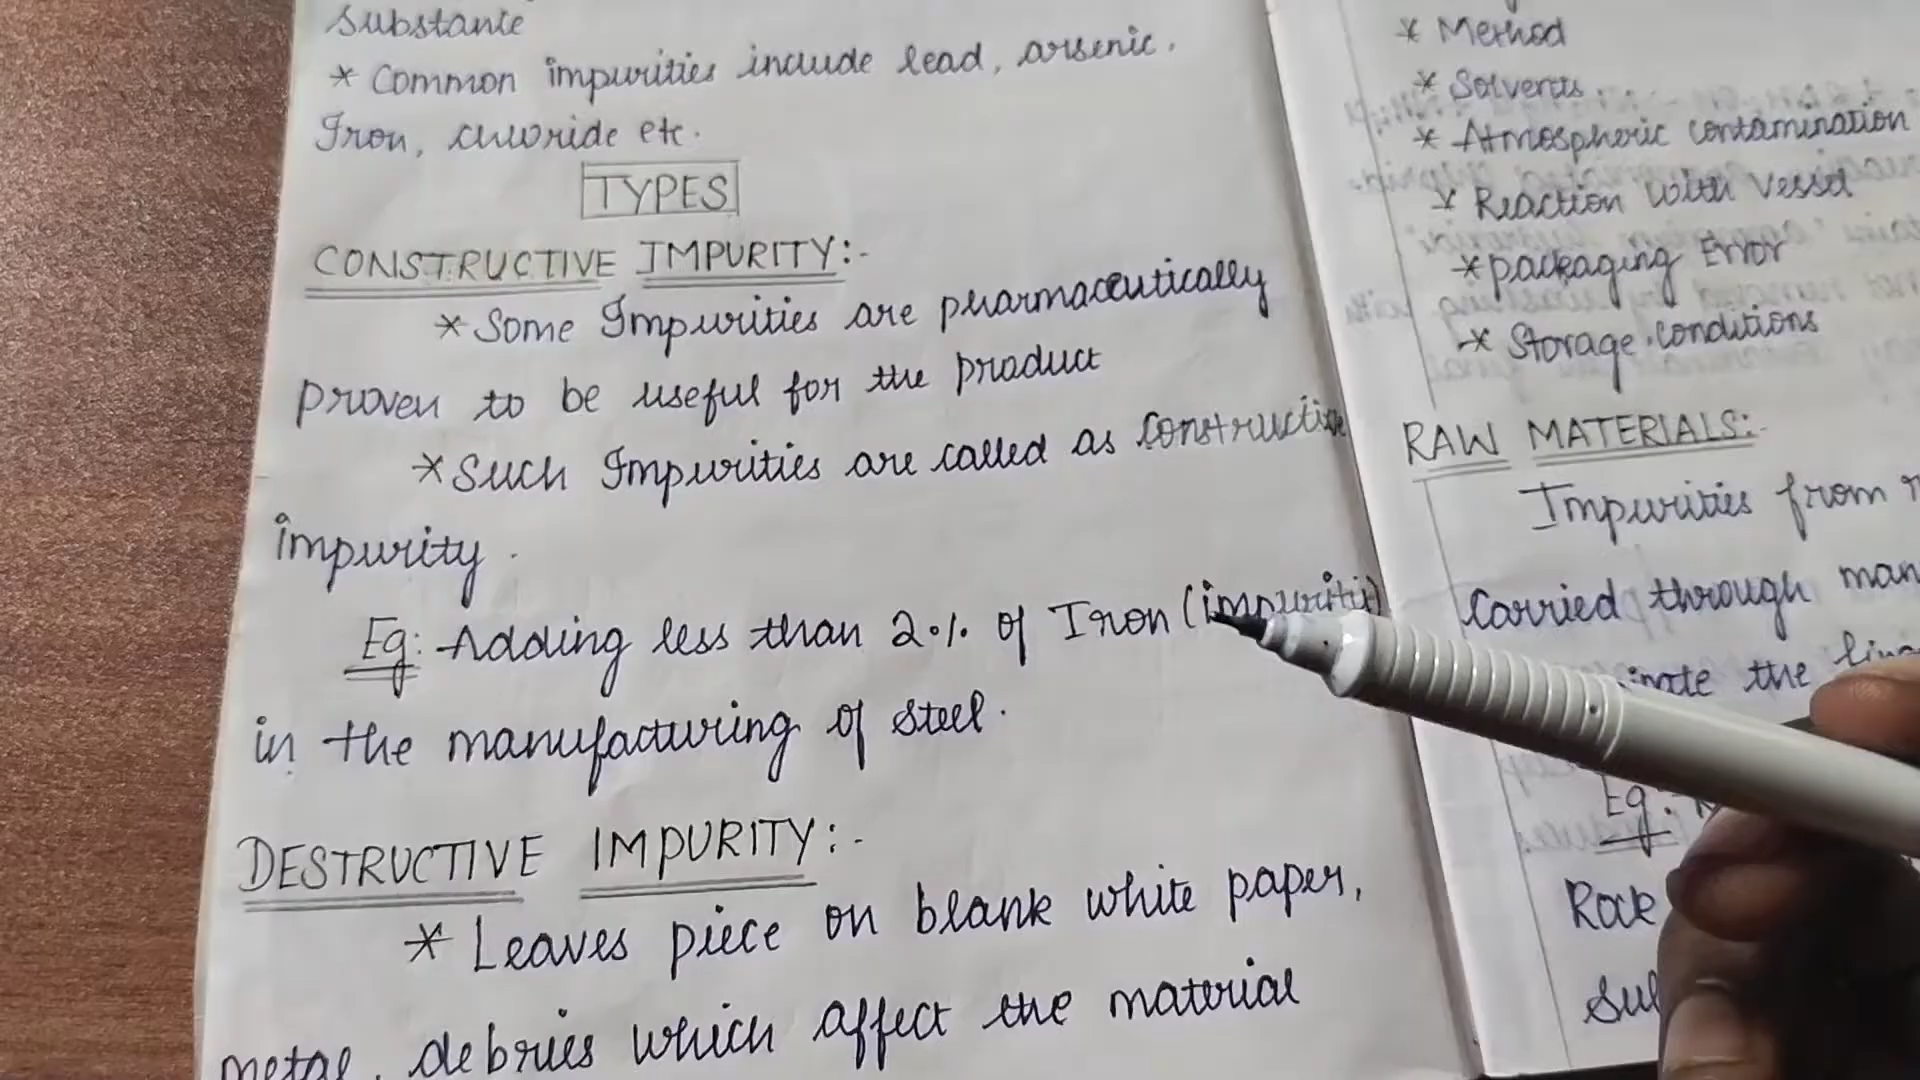 substance
* Common impurities include lead, arsenic,
Iron, chloride etc.
TYPES
CONSTRUCTIVE IMPURITY:-
* Some Impurities are pharmaceutically
proven to be useful for the product
* Such Impurities are called as constructive
impurity.
Eg: Adding less than 2% of Iron (impurity)
in the manufacturing of steel.
DESTRUCTIVE IMPURITY:-
* Leaves piece on blank white paper,
metal, debries which affect the material
* Method
* Solvents
* Atmospheric contamination
* Reaction with vessel
* packaging Error
* Storage conditions
RAW MATERIALS:-
Impurities from
carried through
the
Eg:
Rock